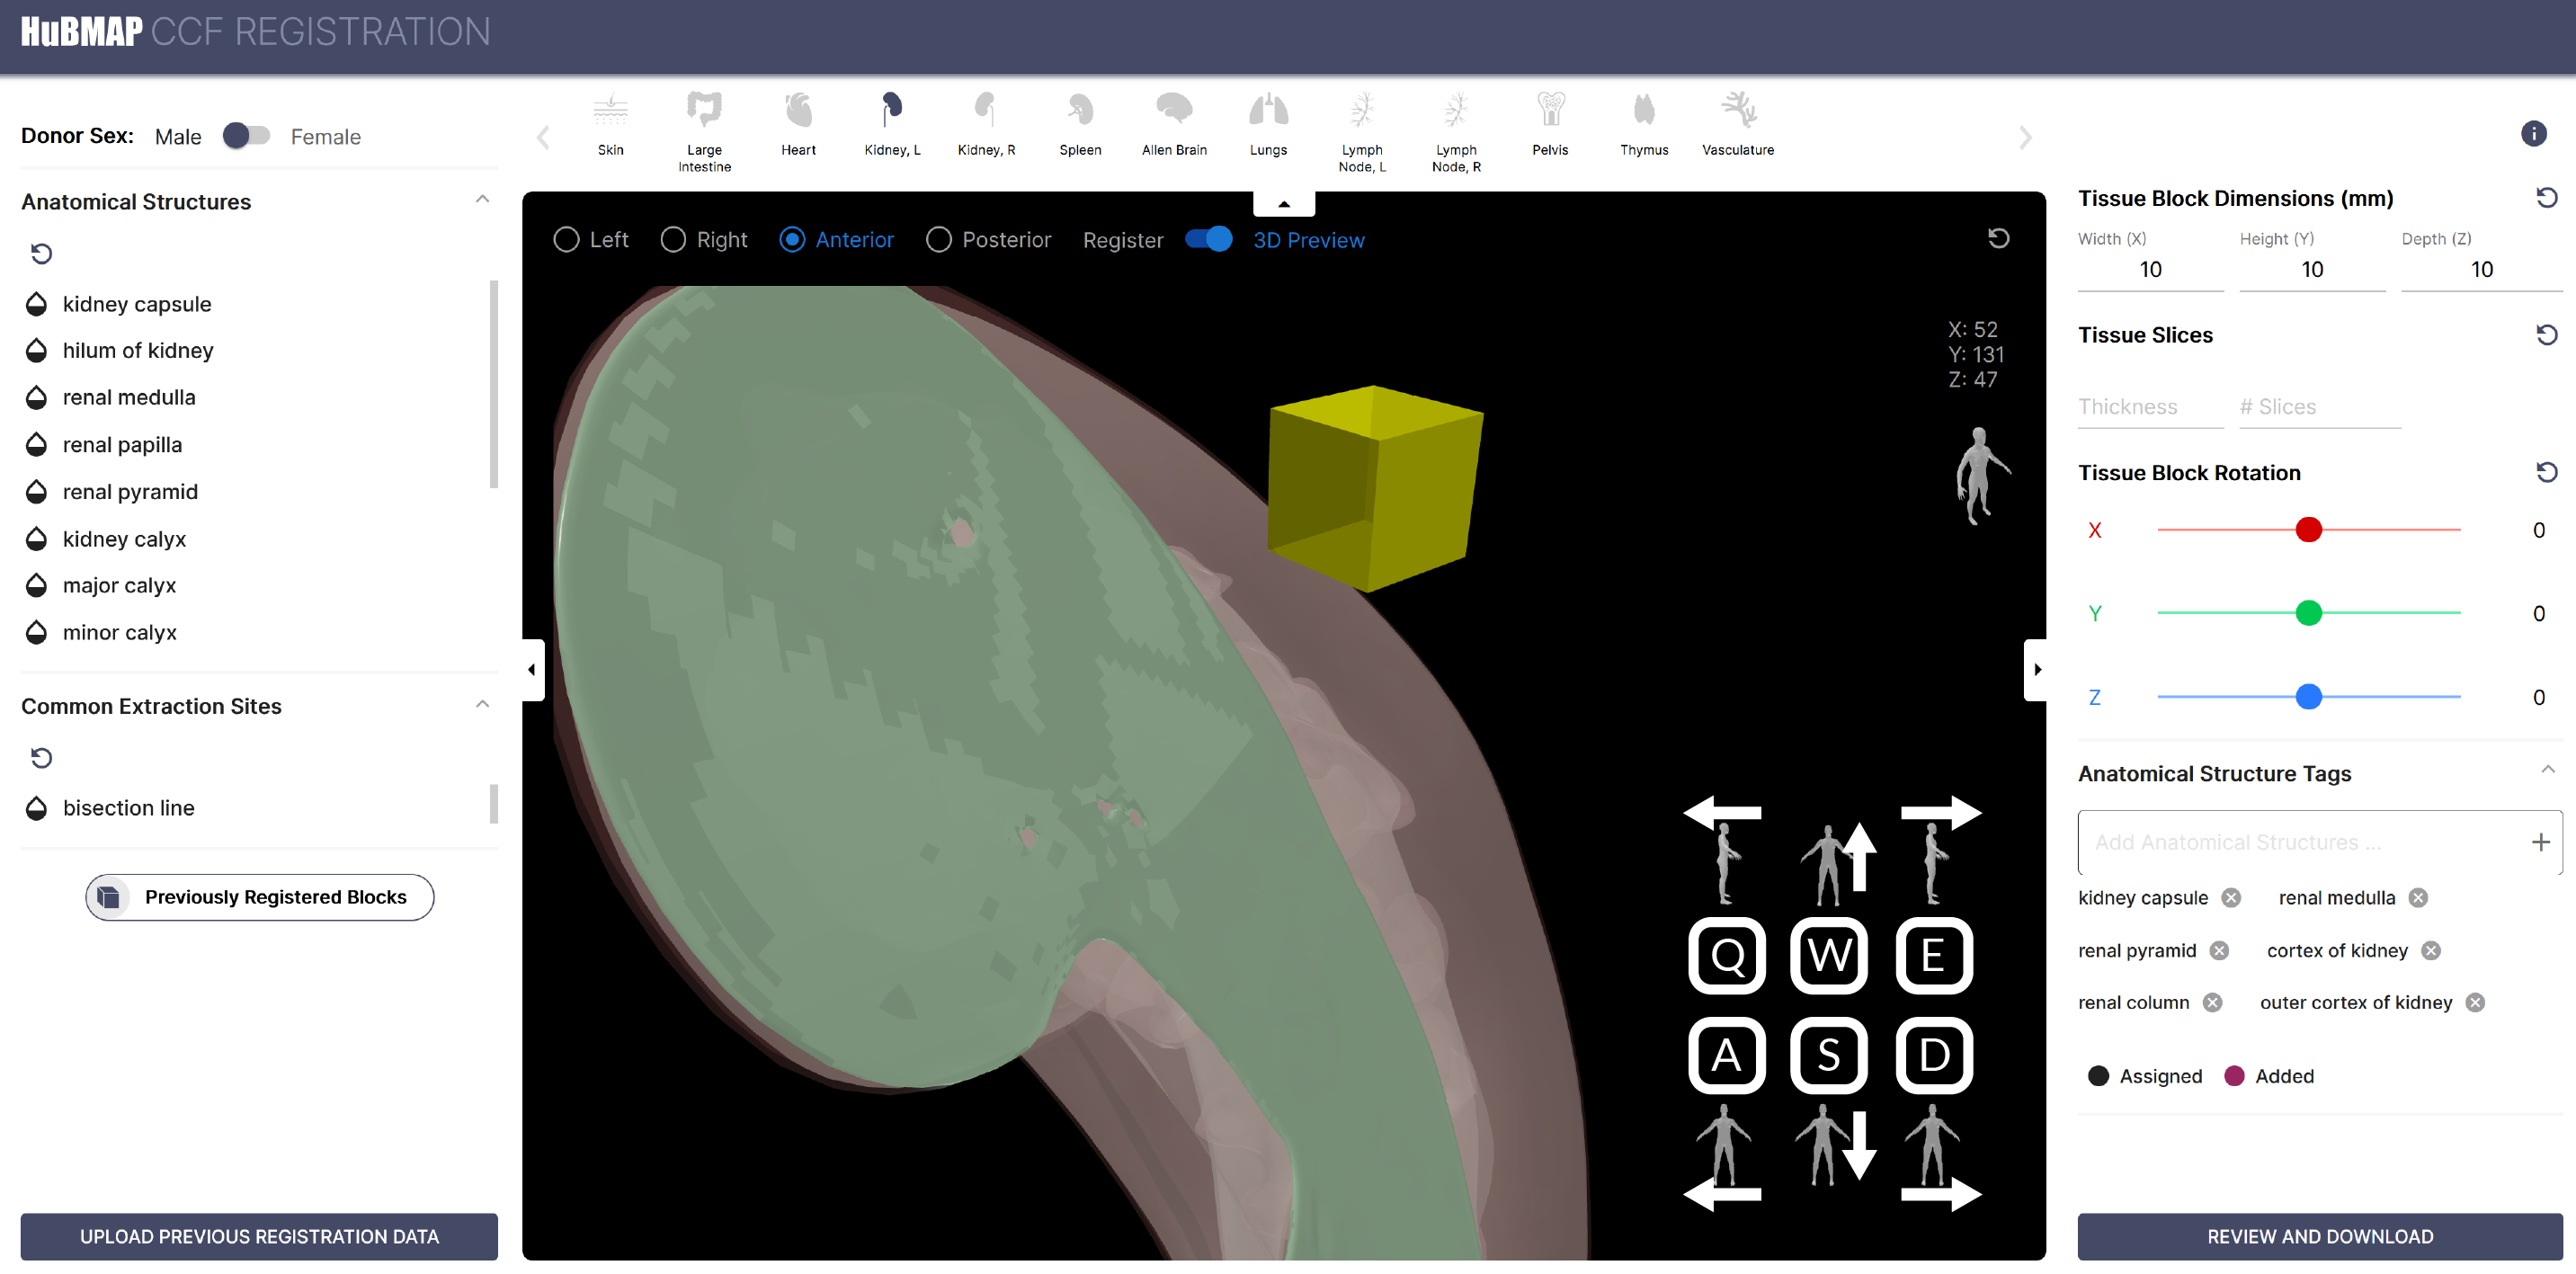 HuBMAP CCF REGISTRATION
Donor Sex: Male Female
Anatomical Structures
kidney capsule
hilum of kidney
renal medulla
renal papilla
renal pyramid
kidney calyx
major calyx
minor calyx
Common Extraction Sites
bisection line
Previously Registered Blocks
UPLOAD PREVIOUS REGISTRATION DATA
Skin
Large
Intestine
Heart
Kidney, L
Kidney, R
Spleen
Allen Brain
Lungs
Lymph
Node, L
Lymph
Node, R
Pelvis
Thymus
Vasculature
Left Right Anterior Posterior Register 3D Preview
X: 52
Y: 131
Z: 47
Q W E
A S D
i
Tissue Block Dimensions (mm)
Width (X) Height (Y) Depth (Z)
10 10 10
Tissue Slices
Thickness # Slices
Tissue Block Rotation
X 0
Y 0
Z 0
Anatomical Structure Tags
Add Anatomical Structures ...
kidney capsule renal medulla
renal pyramid cortex of kidney
renal column outer cortex of kidney
Assigned Added
REVIEW AND DOWNLOAD